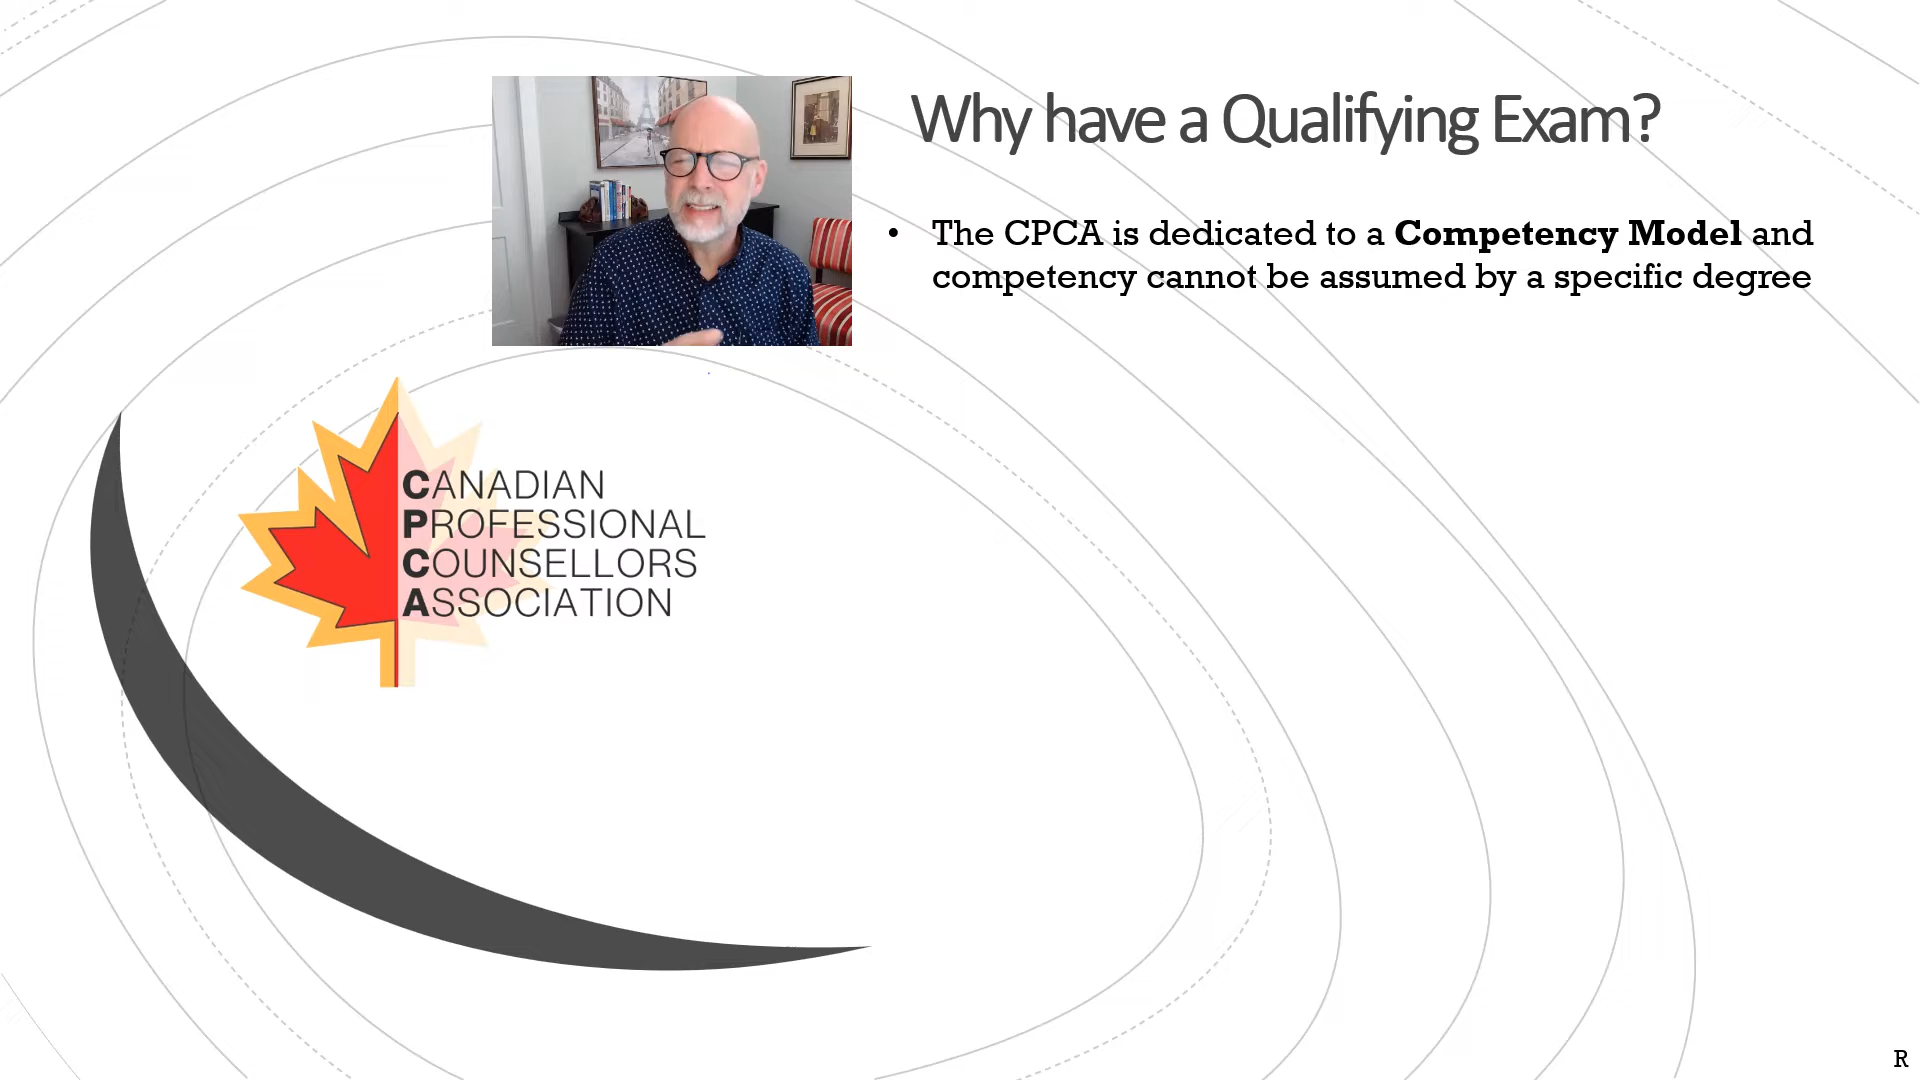 Why have a Qualifying Exam?
• The CPCA is dedicated to a Competency Model and
competency cannot be assumed by a specific degree
CANADIAN
PROFESSIONAL
COUNSELLORS
ASSOCIATION
R